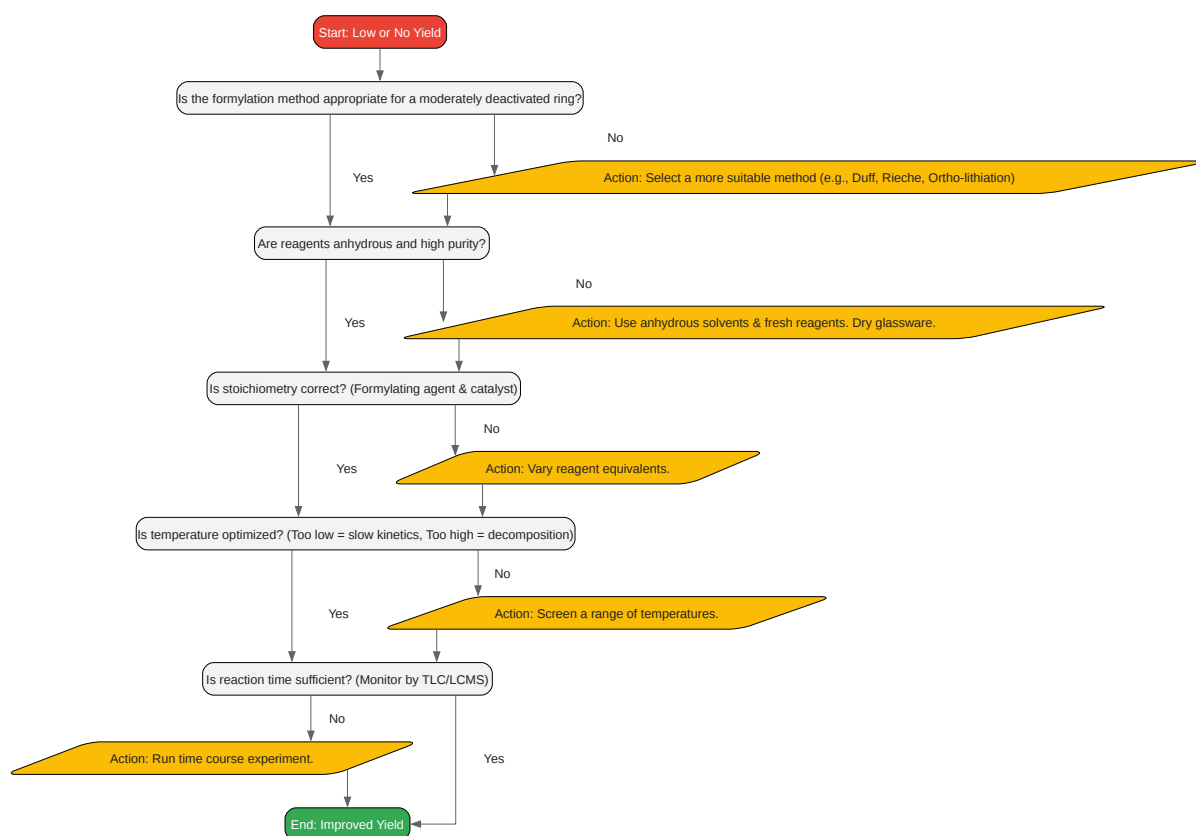 Start: Low or No Yield
Is the formylation method appropriate for a moderately deactivated ring?
No
Yes
Action: Select a more suitable method (e.g., Duff, Rieche, Ortho-lithiation)
Are reagents anhydrous and high purity?
No
Yes
Action: Use anhydrous solvents & fresh reagents. Dry glassware.
Is stoichiometry correct? (Formylating agent & catalyst)
No
Yes
Action: Vary reagent equivalents.
Is temperature optimized? (Too low = slow kinetics, Too high = decomposition)
No
Yes
Action: Screen a range of temperatures.
Is reaction time sufficient? (Monitor by TLC/LCMS)
No
Action: Run time course experiment.
Yes
End: Improved Yield